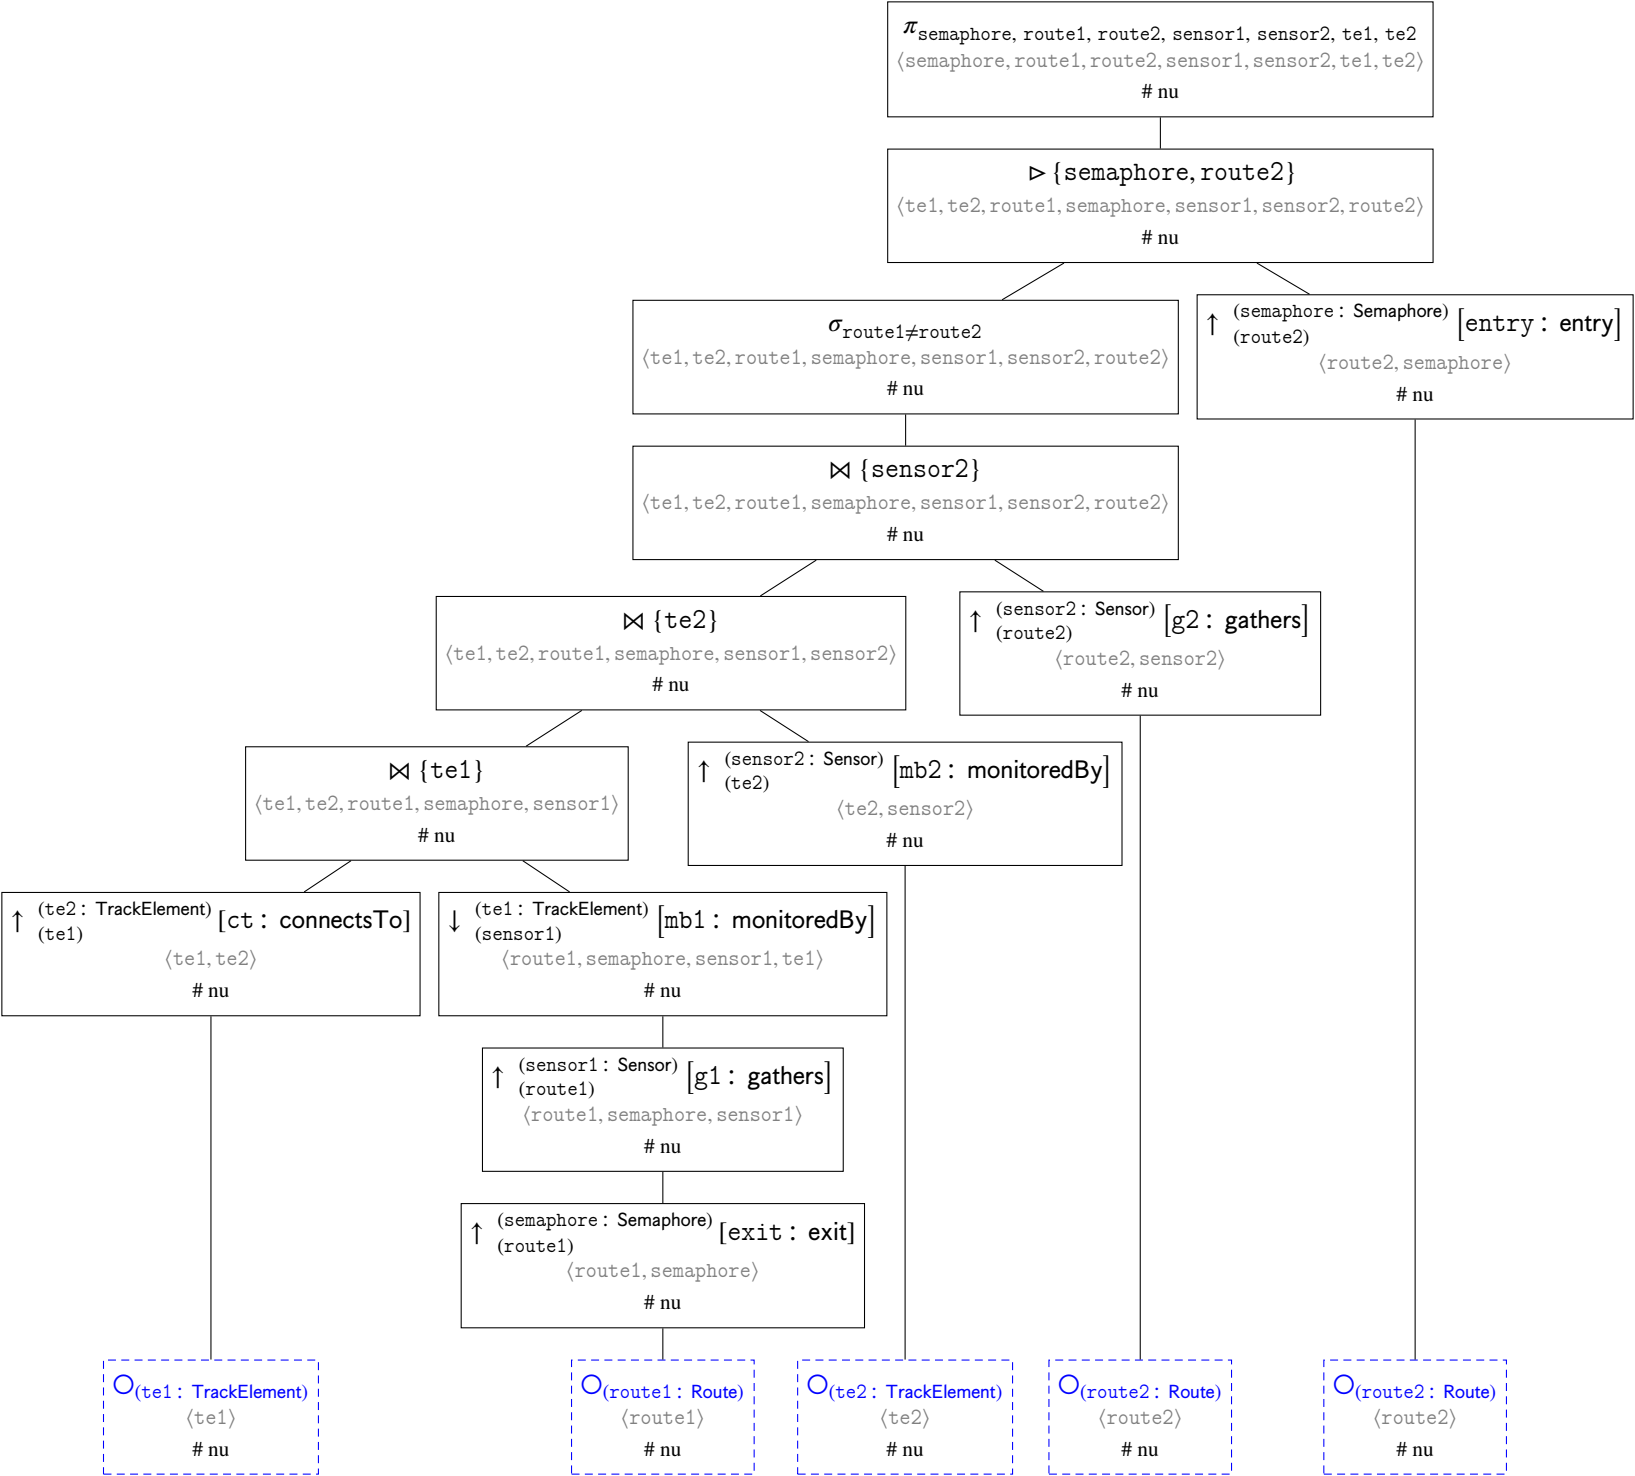 π semaphore, route1, route2, sensor1, sensor2, te1, te2
⟨semaphore, route1, route2, sensor1, sensor2, te1, te2⟩
# nu
▷ {semaphore, route2}
⟨te1, te2, route1, semaphore, sensor1, sensor2, route2⟩
# nu
σ route1≠route2
⟨te1, te2, route1, semaphore, sensor1, sensor2, route2⟩
# nu
↑ (semaphore: Semaphore) (route2) [entry: entry]
⟨route2, semaphore⟩
# nu
⋈ {sensor2}
⟨te1, te2, route1, semaphore, sensor1, sensor2, route2⟩
# nu
⋈ {te2}
⟨te1, te2, route1, semaphore, sensor1, sensor2⟩
# nu
↑ (sensor2: Sensor) (route2) [g2: gathers]
⟨route2, sensor2⟩
# nu
⋈ {te1}
⟨te1, te2, route1, semaphore, sensor1⟩
# nu
↑ (sensor2: Sensor) (te2) [mb2: monitoredBy]
⟨te2, sensor2⟩
# nu
↑ (te2: TrackElement) (te1) [ct: connectsTo]
⟨te1, te2⟩
# nu
↓ (te1: TrackElement) (sensor1) [mb1: monitoredBy]
⟨route1, semaphore, sensor1, te1⟩
# nu
↑ (sensor1: Sensor) (route1) [g1: gathers]
⟨route1, semaphore, sensor1⟩
# nu
↑ (semaphore: Semaphore) (route1) [exit: exit]
⟨route1, semaphore⟩
# nu
○(te1: TrackElement)
⟨te1⟩
# nu
○(route1: Route)
⟨route1⟩
# nu
○(te2: TrackElement)
⟨te2⟩
# nu
○(route2: Route)
⟨route2⟩
# nu
○(route2: Route)
⟨route2⟩
# nu